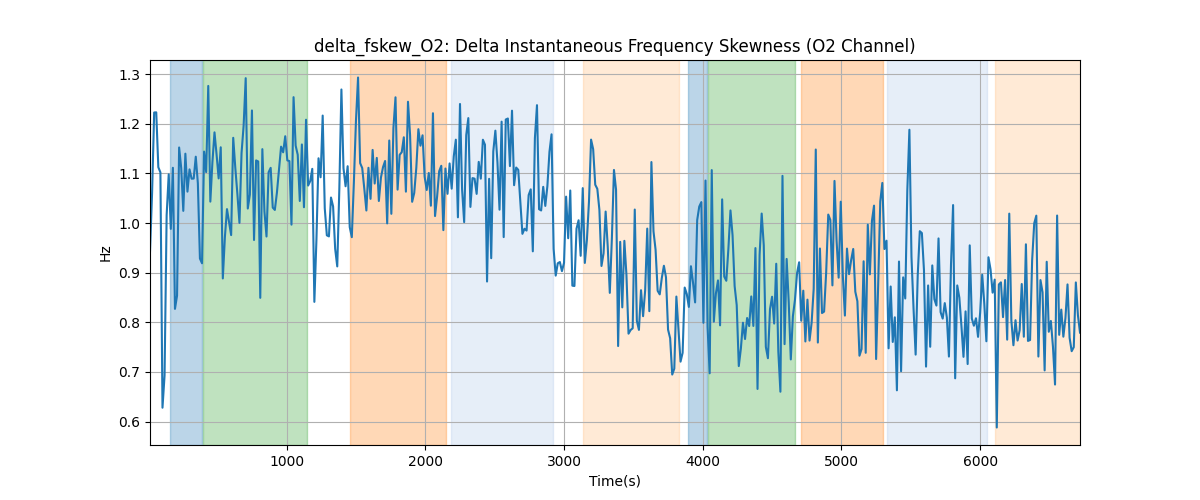 delta_fskew_O2: Delta Instantaneous Frequency Skewness (O2 Channel)
1.3
1.2
1.1
1.0
0.9
0.8
0.7
0.6
Hz
1000 2000 3000 4000 5000 6000
Time(s)